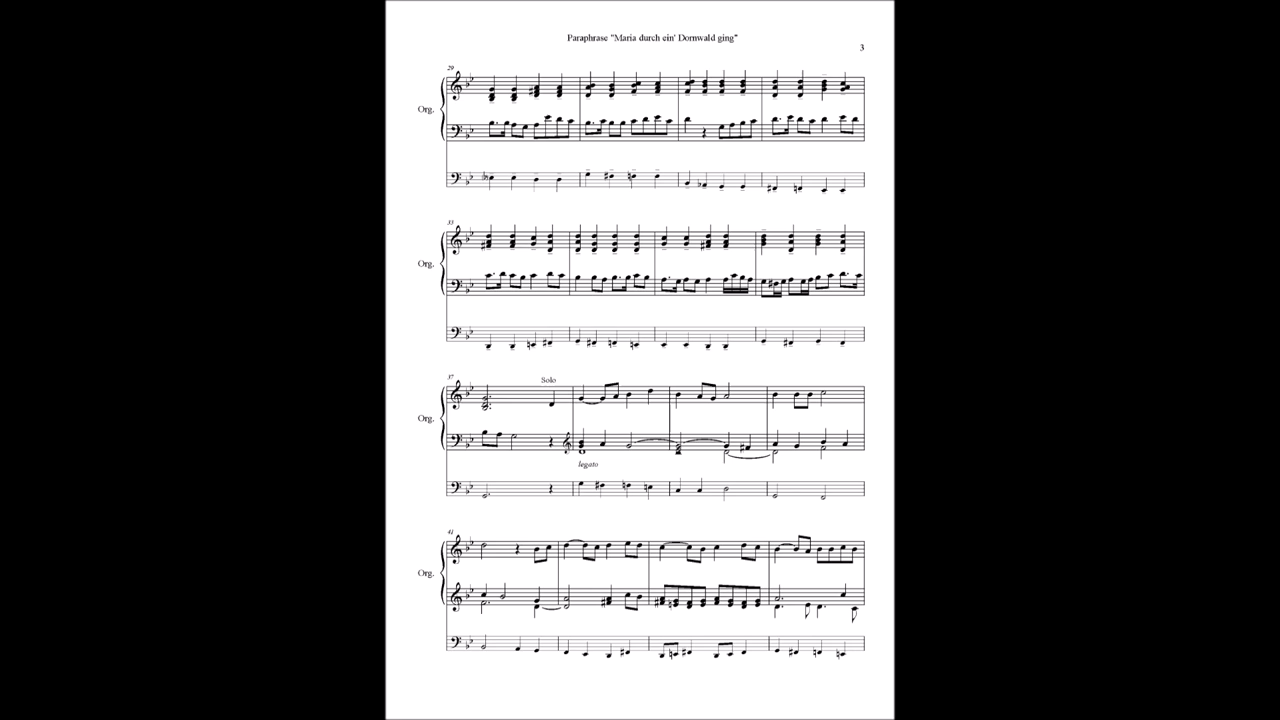 Paraphrase "Maria durch ein' Dornwald ging"
3
29
Org.
33
Org.
37
Solo
Org.
legato
41
Org.